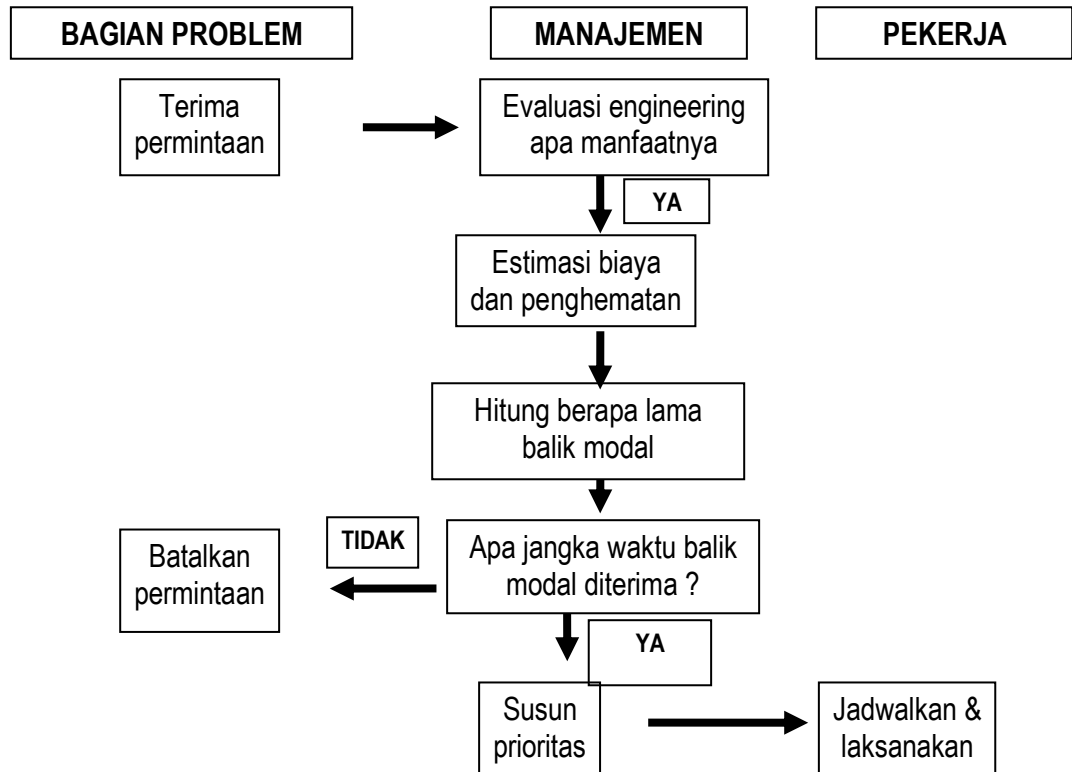 BAGIAN PROBLEM
MANAJEMEN
PEKERJA
Terima
permintaan
Evaluasi engineering
apa manfaatnya
YA
Estimasi biaya
dan penghematan
Hitung berapa lama
balik modal
Batalkan
permintaan
TIDAK
Apa jangka waktu balik
modal diterima ?
YA
Susun
prioritas
Jadwalkan &
laksanakan